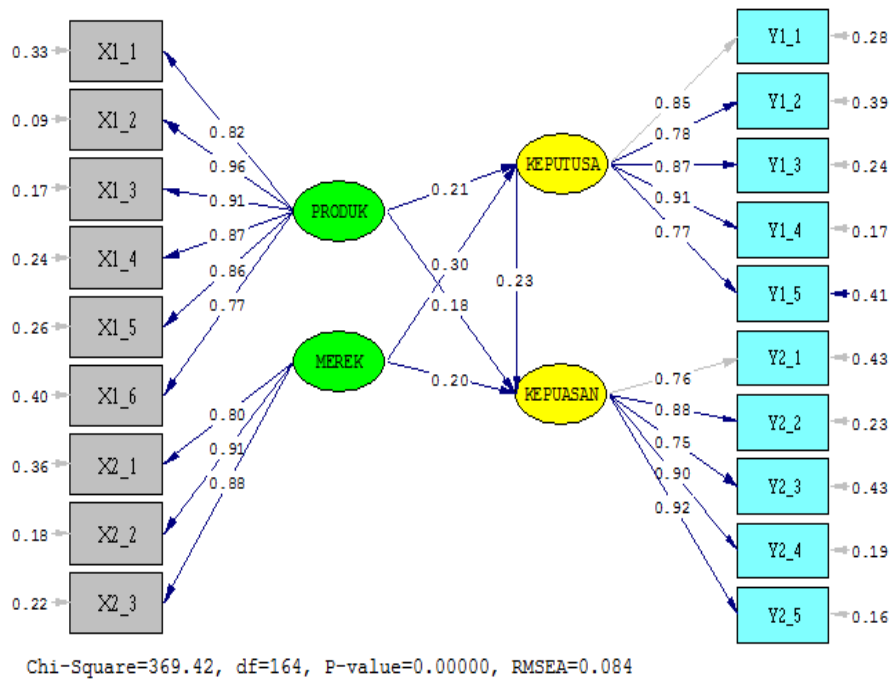 0.33
X1_1
0.09
X1_2
0.17
X1_3
0.24
X1_4
0.26
X1_5
0.40
X1_6
0.36
X2_1
0.18
X2_2
0.22
X2_3
0.82
0.96
0.91
0.87
0.86
0.77
0.80
0.91
0.88
PRODUK
MEREK
0.21
0.30
0.18
0.20
0.23
KEPUTUSA
KEPUASAN
0.85
0.78
0.87
0.91
0.77
0.76
0.88
0.75
0.90
0.92
Y1_1
0.28
Y1_2
0.39
Y1_3
0.24
Y1_4
0.17
Y1_5
0.41
Y2_1
0.43
Y2_2
0.23
Y2_3
0.43
Y2_4
0.19
Y2_5
0.16
Chi-Square=369.42, df=164, P-value=0.00000, RMSEA=0.084